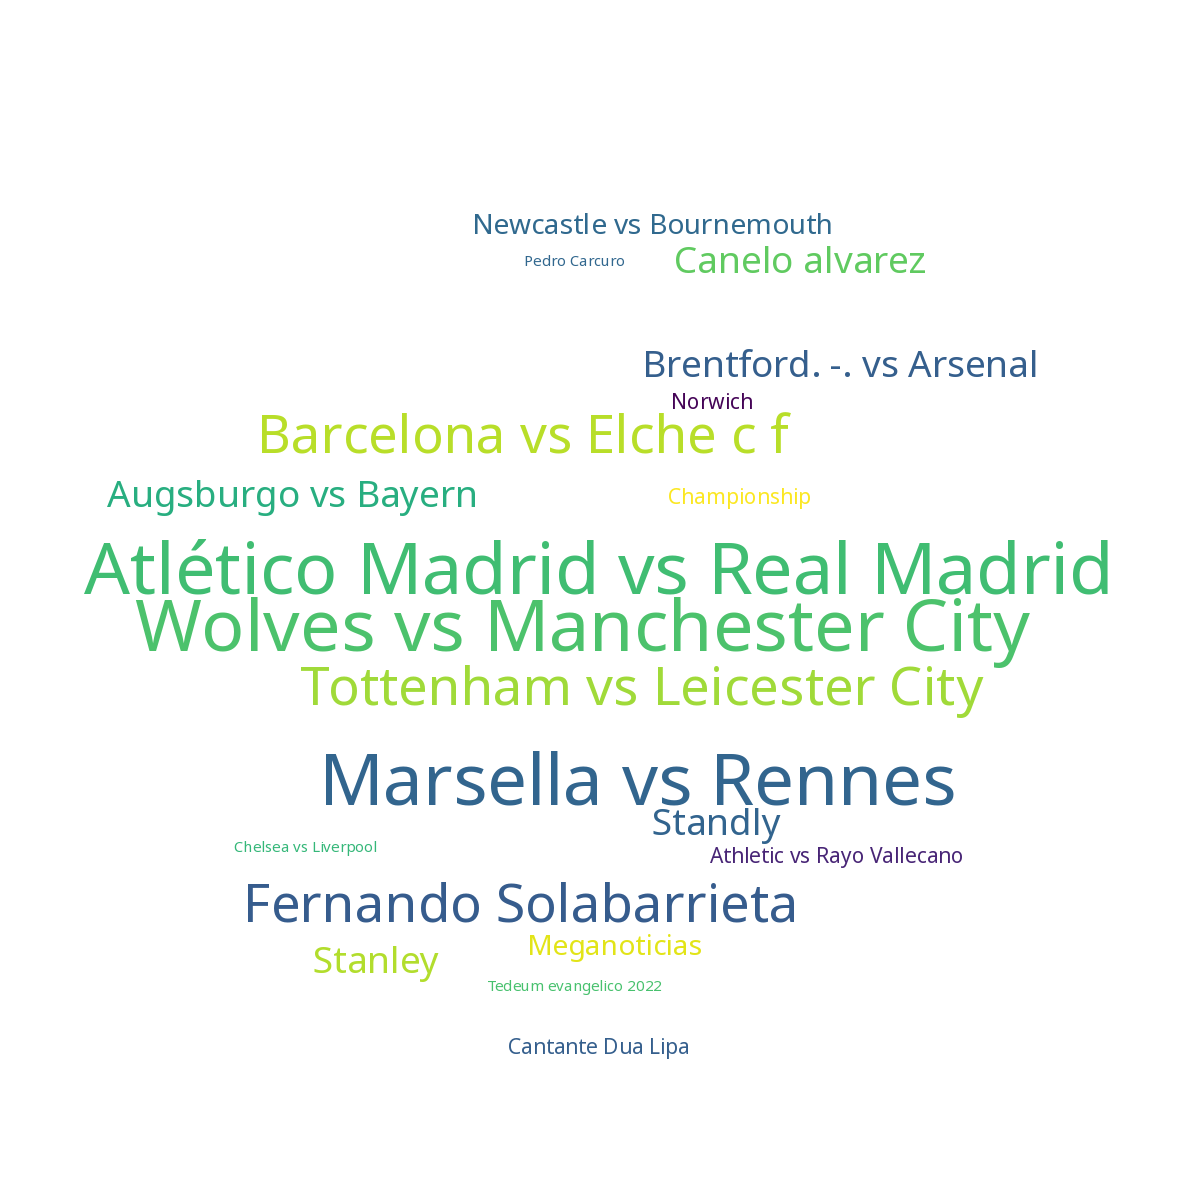 Newcastle vs Bournemouth
Pedro Carcuro
Canelo alvarez
Brentford. -. vs Arsenal
Norwich
Barcelona vs Elche c f
Augsburgo vs Bayern
Championship
Atlético Madrid vs Real Madrid
Wolves vs Manchester City
Tottenham vs Leicester City
Marsella vs Rennes
Standly
Chelsea vs Liverpool
Athletic vs Rayo Vallecano
Fernando Solabarrieta
Meganoticias
Stanley
Tedeum evangelico 2022
Cantante Dua Lipa